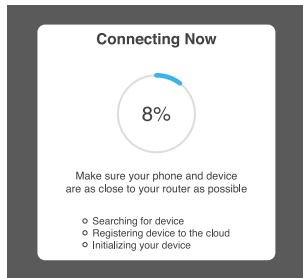 Connecting Now
8%
Make sure your phone and device
are as close to your router as possible
Searching for device
Registering device to the cloud
Initializing your device